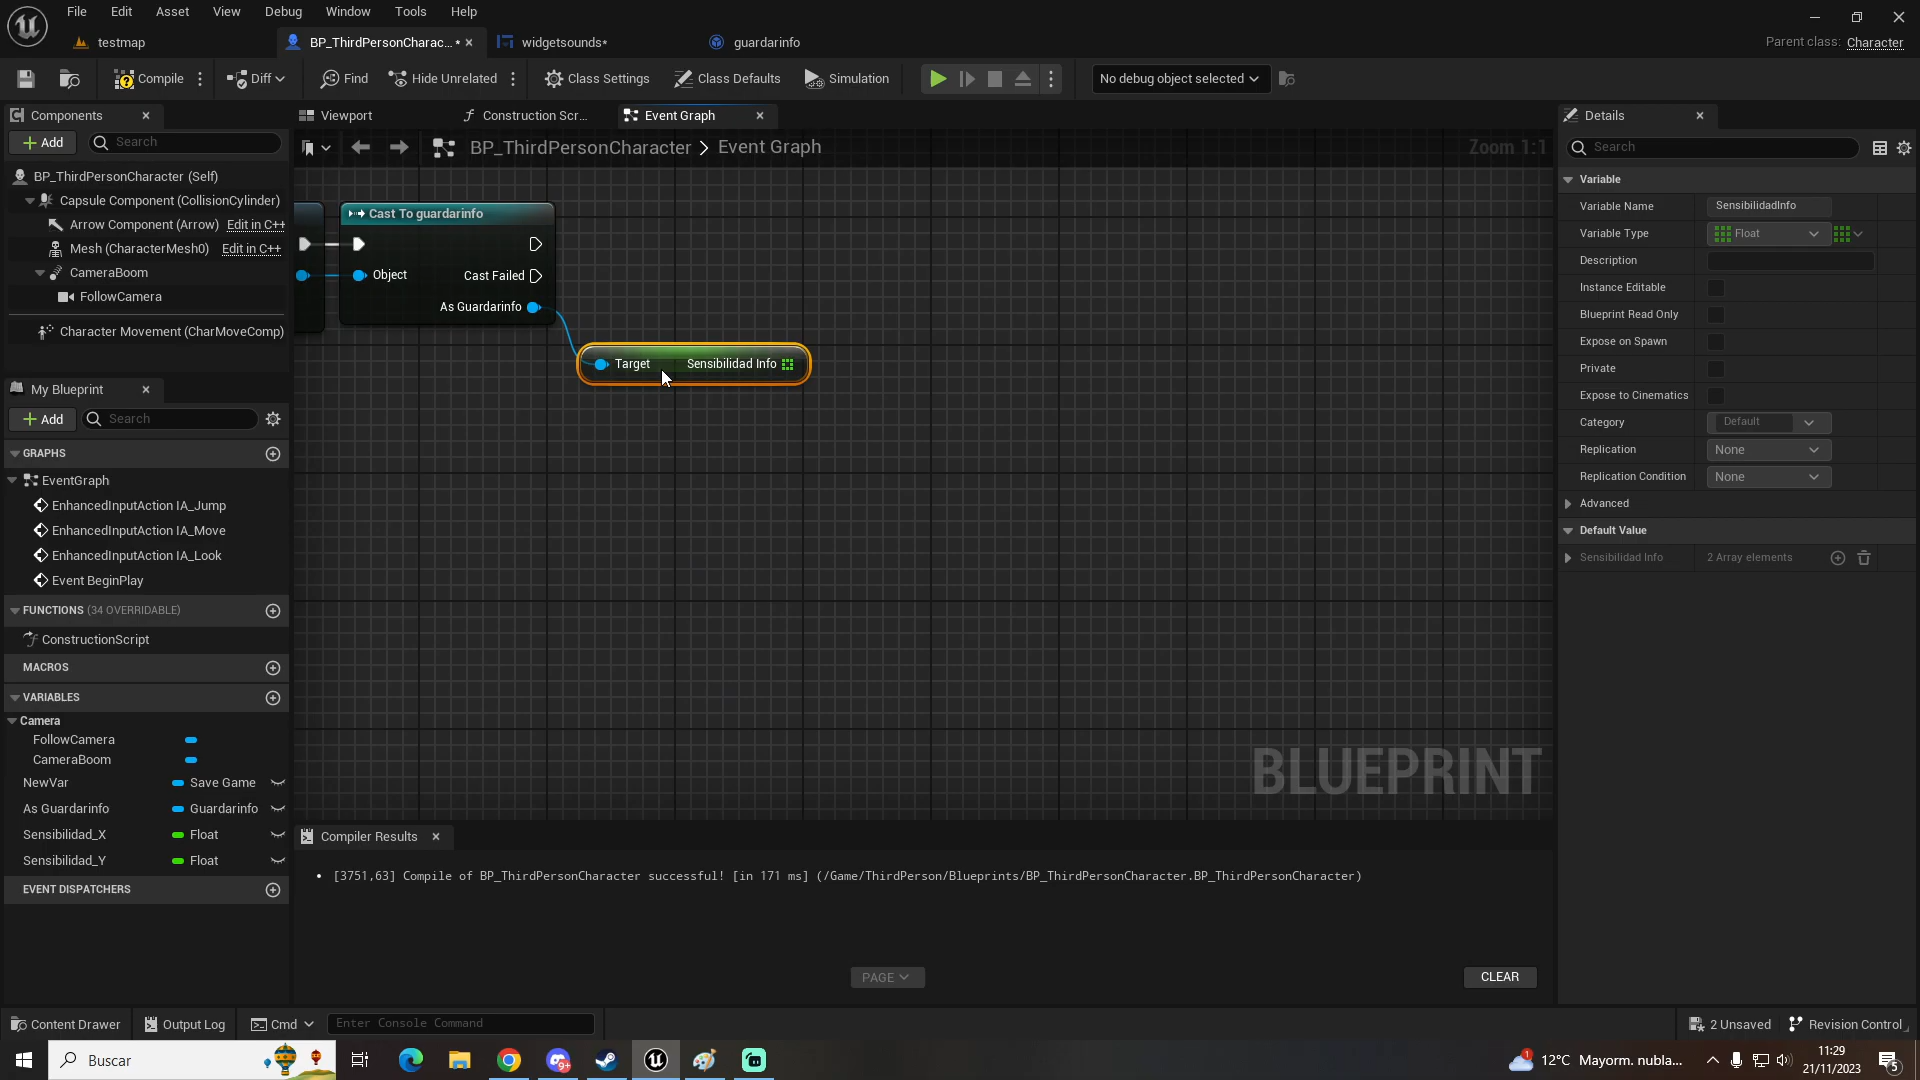 File Edit Asset View Debug Window Tools Help
testmap
BP_ThirdPersonCharac... *
widgetsounds*
guardarinfo
Parent class: Character
Compile
Diff
Find
Hide Unrelated
Class Settings
Class Defaults
Simulation
No debug object selected
Components
Viewport
Construction Scr...
Event Graph
Details
Add
Search
BP_ThirdPersonCharacter > Event Graph
Zoom 1:1
Search
BP_ThirdPersonCharacter (Self)
Capsule Component (CollisionCylinder)
Arrow Component (Arrow) Edit in C++
Mesh (CharacterMesh0) Edit in C++
CameraBoom
FollowCamera
Character Movement (CharMoveComp)
Cast To guardarinfo
Object
Cast Failed
As Guardarinfo
Target Sensibilidad Info
Variable
Variable Name SensibilidadInfo
Variable Type Float
Description
Instance Editable
Blueprint Read Only
Expose on Spawn
Private
Expose to Cinematics
Category Default
Replication None
Replication Condition None
Advanced
Default Value
Sensibilidad Info 2 Array elements
My Blueprint
Add
Search
GRAPHS
EventGraph
EnhancedInputAction IA_Jump
EnhancedInputAction IA_Move
EnhancedInputAction IA_Look
Event BeginPlay
FUNCTIONS (34 OVERRIDABLE)
ConstructionScript
MACROS
VARIABLES
Camera
FollowCamera
CameraBoom
NewVar Save Game
As Guardarinfo Guardarinfo
Sensibilidad_X Float
Sensibilidad_Y Float
EVENT DISPATCHERS
BLUEPRINT
Compiler Results
[3751,63] Compile of BP_ThirdPersonCharacter successful! [in 171 ms] (/Game/ThirdPerson/Blueprints/BP_ThirdPersonCharacter.BP_ThirdPersonCharacter)
PAGE
CLEAR
Content Drawer
Output Log
Cmd
Enter Console Command
2 Unsaved
Revision Control
Buscar
9+
1
12°C Mayorm. nubla...
11:29
21/11/2023
5